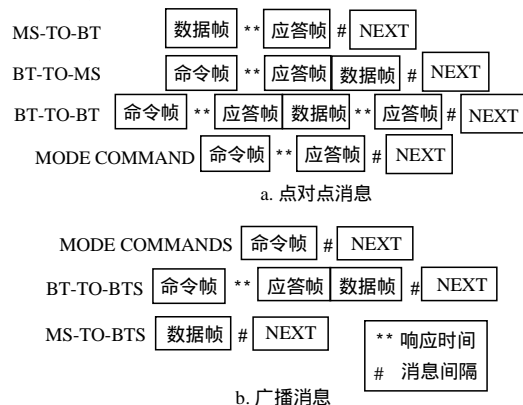 MS-TO-BT 数据帧 ** 应答帧 # NEXT
BT-TO-MS 命令帧 ** 应答帧 数据帧 # NEXT
BT-TO-BT 命令帧 ** 应答帧 数据帧 ** 应答帧 # NEXT
MODE COMMAND 命令帧 ** 应答帧 # NEXT
a. 点对点消息
MODE COMMANDS 命令帧 # NEXT
BT-TO-BTS 命令帧 ** 应答帧 数据帧 # NEXT
MS-TO-BTS 数据帧 # NEXT
** 响应时间
# 消息间隔
b. 广播消息